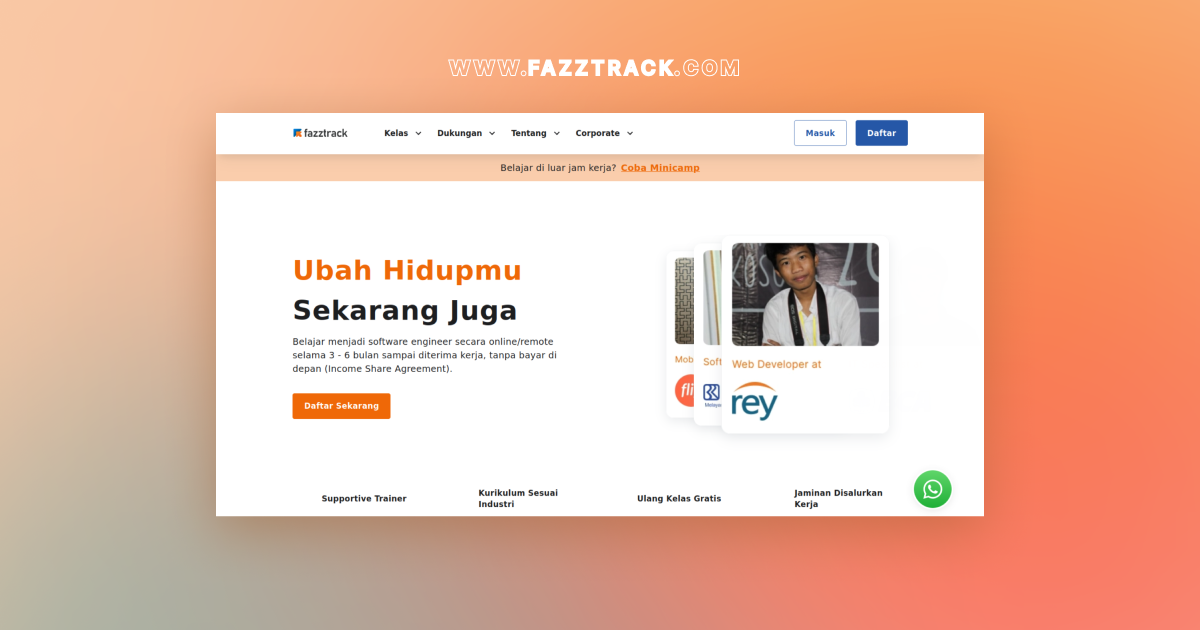 WWW.FAZZTRACK.COM
fazztrack
Kelas
Dukungan
Tentang
Corporate
Masuk
Daftar
Belajar di luar jam kerja? Coba Minicamp
Ubah Hidupmu
Sekarang Juga
Belajar menjadi software engineer secara online/remote
selama 3 - 6 bulan sampai diterima kerja, tanpa bayar di
depan (Income Share Agreement).
Daftar Sekarang
Mob
fli
Soft
Web Developer at
rey
Supportive Trainer
Kurikulum Sesuai
Industri
Ulang Kelas Gratis
Jaminan Disalurkan
Kerja